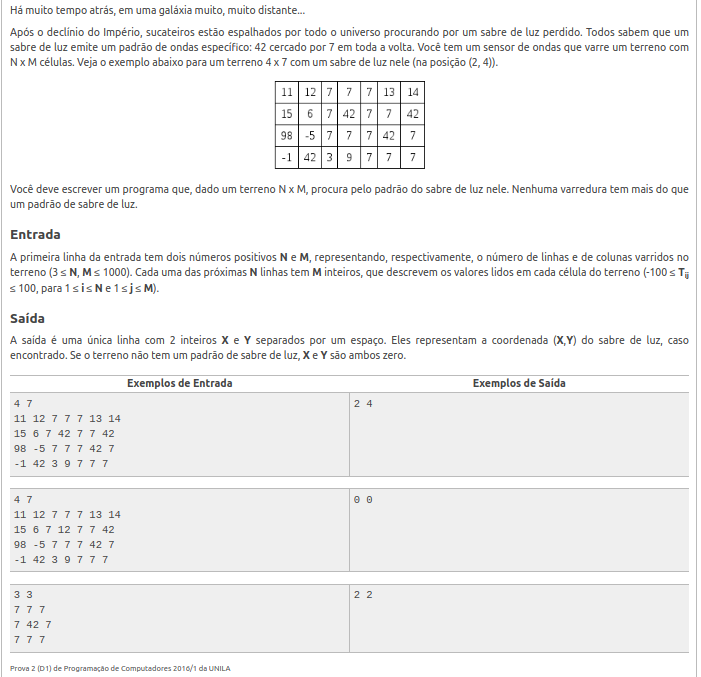 Há muito tempo atrás, em uma galáxia muito, muito distante...
Após o declínio do Império, sucateiros estão espalhados por todo o universo procurando por um sabre de luz perdido. Todos sabem que um
sabre de luz emite um padrão de ondas específico: 42 cercado por 7 em toda a volta. Você tem um sensor de ondas que varre um terreno com
N x M células. Veja o exemplo abaixo para um terreno 4 x 7 com um sabre de luz nele (na posição (2, 4)).
11 12 7 7 7 13 14
15 6 7 42 7 7 42
98 -5 7 7 7 42 7
-1 42 3 9 7 7 7
Você deve escrever um programa que, dado um terreno N x M, procura pelo padrão do sabre de luz nele. Nenhuma varredura tem mais do que
um padrão de sabre de luz.
Entrada
A primeira linha da entrada tem dois números positivos N e M, representando, respectivamente, o número de linhas e de colunas varridos no
terreno (3 ≤ N, M ≤ 1000). Cada uma das próximas N linhas tem M inteiros, que descrevem os valores lidos em cada célula do terreno (-100 ≤ Tij
≤ 100, para 1 ≤ i ≤ N e 1 ≤ j ≤ M).
Saída
A saída é uma única linha com 2 inteiros X e Y separados por um espaço. Eles representam a coordenada (X,Y) do sabre de luz, caso
encontrado. Se o terreno não tem um padrão de sabre de luz, X e Y são ambos zero.
Exemplos de Entrada Exemplos de Saída
4 7 2 4
11 12 7 7 7 13 14
15 6 7 42 7 7 42
98 -5 7 7 7 42 7
-1 42 3 9 7 7 7
4 7 0 0
11 12 7 7 7 13 14
15 6 7 12 7 7 42
98 -5 7 7 7 42 7
-1 42 3 9 7 7 7
3 3 2 2
7 7 7
7 42 7
7 7 7
Prova 2 (D1) de Programação de Computadores 2016/1 da UNILA